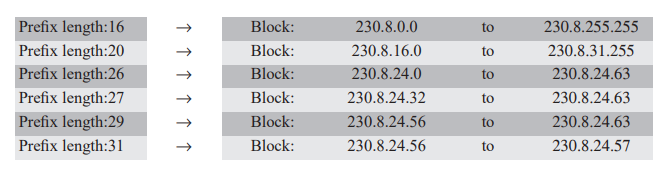 Prefix length:16 → Block: 230.8.0.0 to 230.8.255.255
Prefix length:20 → Block: 230.8.16.0 to 230.8.31.255
Prefix length:26 → Block: 230.8.24.0 to 230.8.24.63
Prefix length:27 → Block: 230.8.24.32 to 230.8.24.63
Prefix length:29 → Block: 230.8.24.56 to 230.8.24.63
Prefix length:31 → Block: 230.8.24.56 to 230.8.24.57